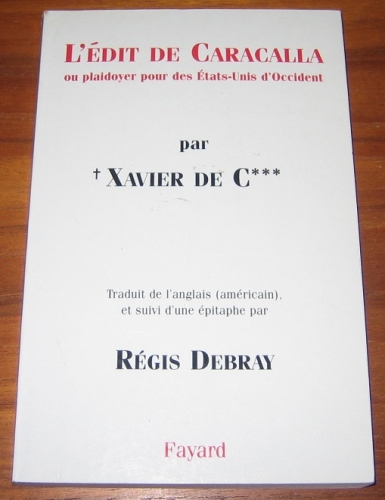 L'ÉDIT DE CARACALLA
ou plaidoyer pour des États-Unis d'Occident
par
† XAVIER DE C***
Traduit de l'anglais (américain),
et suivi d'une épitaphe par
RÉGIS DEBRAY
Fayard